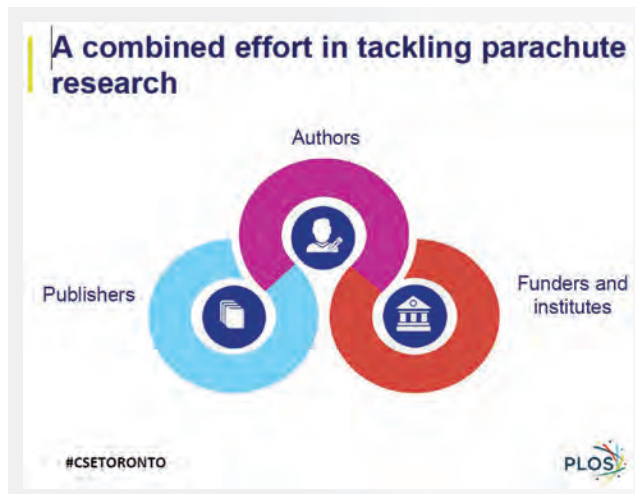 A combined effort in tackling parachute
research
Authors
Publishers
Funders and
institutes
#CSETORONTO
PLOS